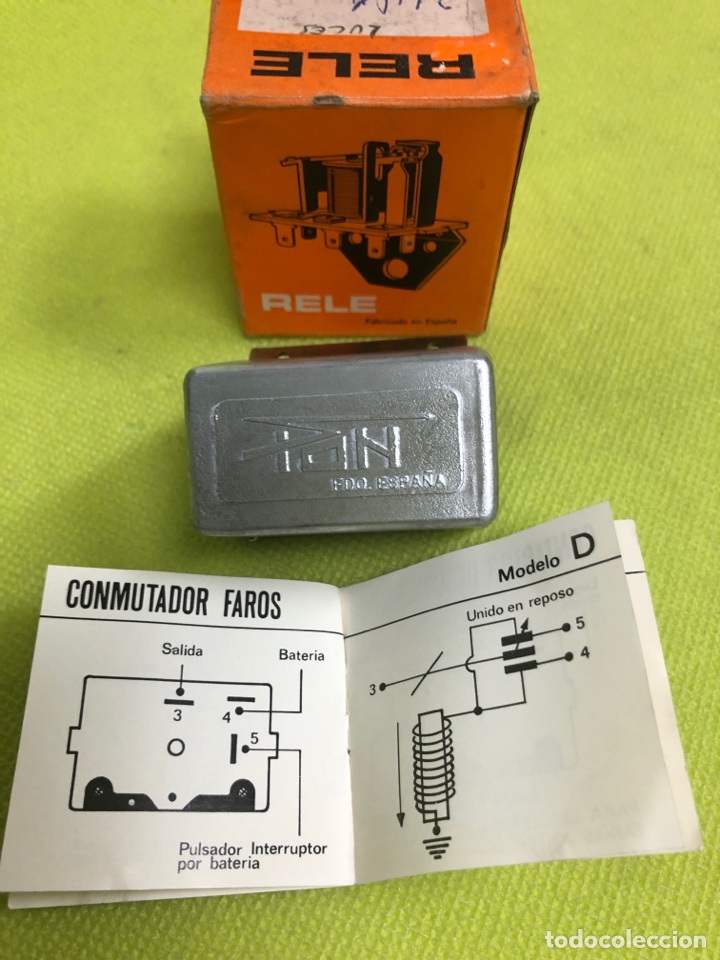 LUCES
RELE
RELE
Fabricado en España
FDO. ESPAÑA
CONMUTADOR FAROS
Salida
Bateria
3
4
5
Pulsador Interruptor
por bateria
Modelo D
Unido en reposo
5
4
3
todocoleccion